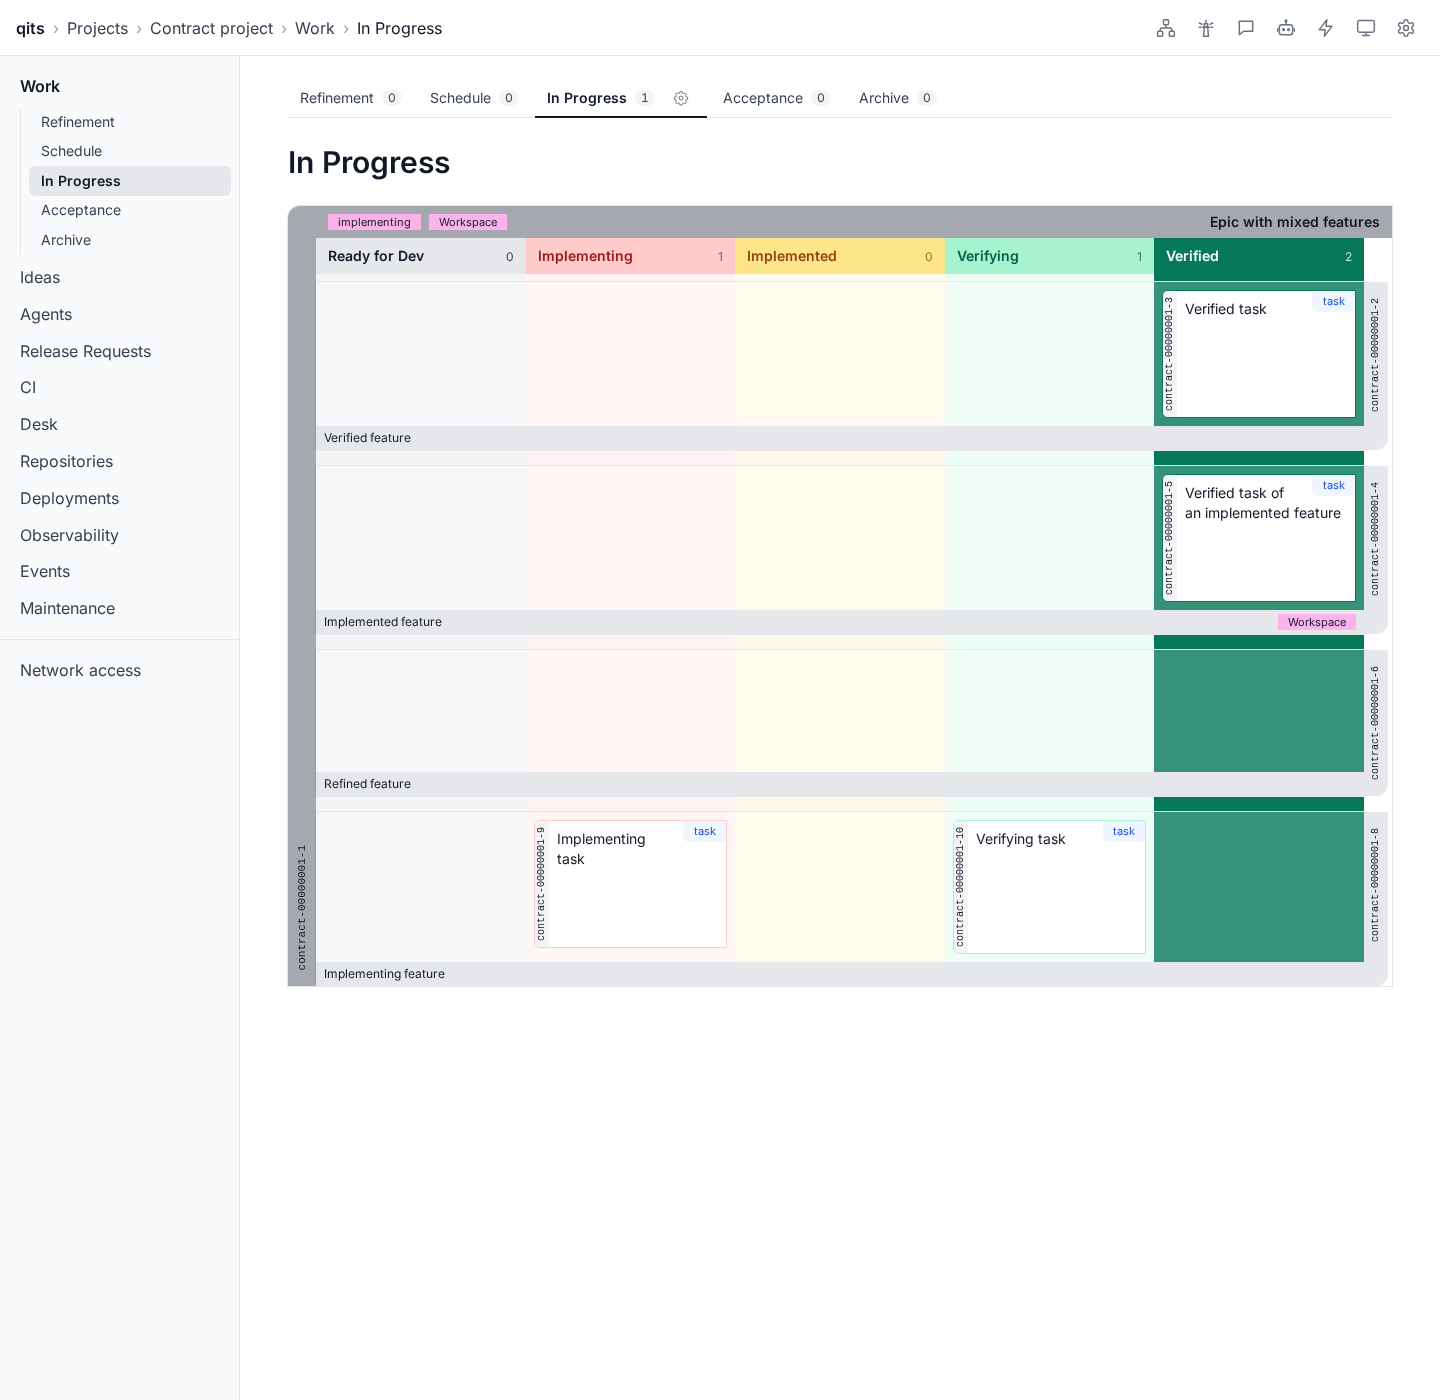 qits › Projects › Contract project › Work › In Progress
Work
Refinement
Schedule
In Progress
Acceptance
Archive
Ideas
Agents
Release Requests
CI
Desk
Repositories
Deployments
Observability
Events
Maintenance
Network access
Refinement 0
Schedule 0
In Progress 1
Acceptance 0
Archive 0
In Progress
implementing
Workspace
Epic with mixed features
contract-00000001-1
Ready for Dev 0
Implementing 1
Implemented 0
Verifying 1
Verified 2
contract-00000001-3
Verified task
task
contract-00000001-2
Verified feature
contract-00000001-5
Verified task of
an implemented feature
task
contract-00000001-4
Implemented feature
Workspace
contract-00000001-6
Refined feature
contract-00000001-9
Implementing
task
task
contract-00000001-10
Verifying task
task
contract-00000001-8
Implementing feature